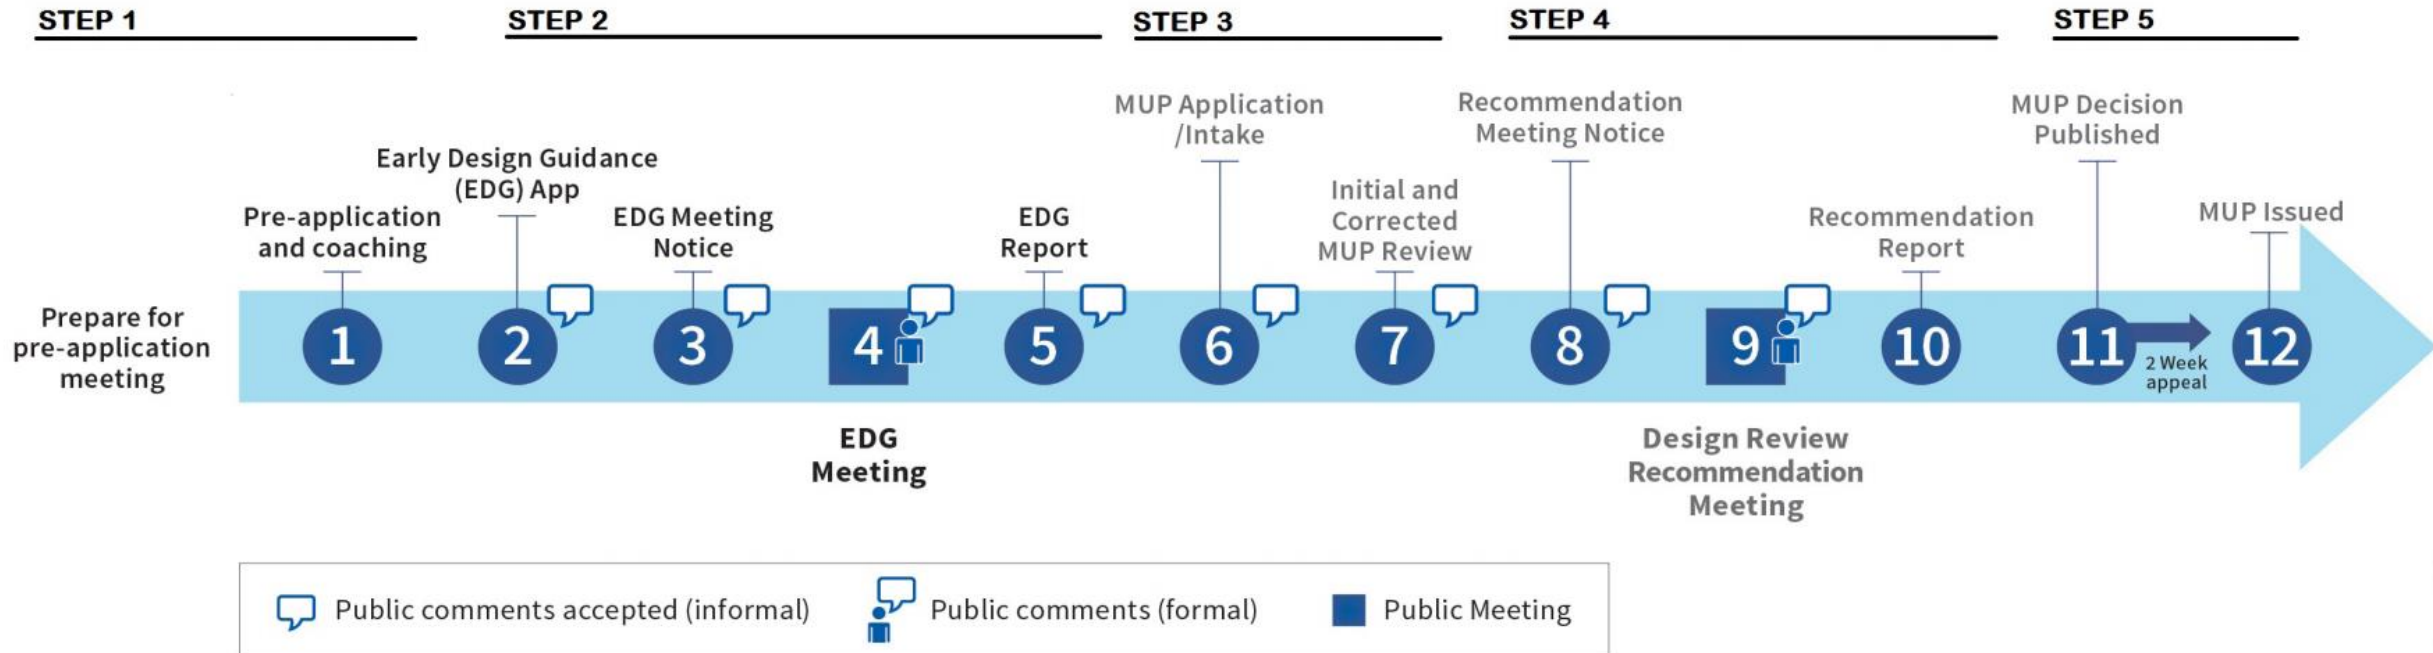 STEP 1
STEP 2
STEP 3
STEP 4
STEP 5
Prepare for
pre-application
meeting
Pre-application
and coaching
1
Early Design Guidance
(EDG) App
2
EDG Meeting
Notice
3
4
EDG
Meeting
EDG
Report
5
MUP Application
/Intake
6
Initial and
Corrected
MUP Review
7
Recommendation
Meeting Notice
8
9
Design Review
Recommendation
Meeting
Recommendation
Report
10
MUP Decision
Published
11
2 Week
appeal
MUP Issued
12
Public comments accepted (informal)
Public comments (formal)
Public Meeting